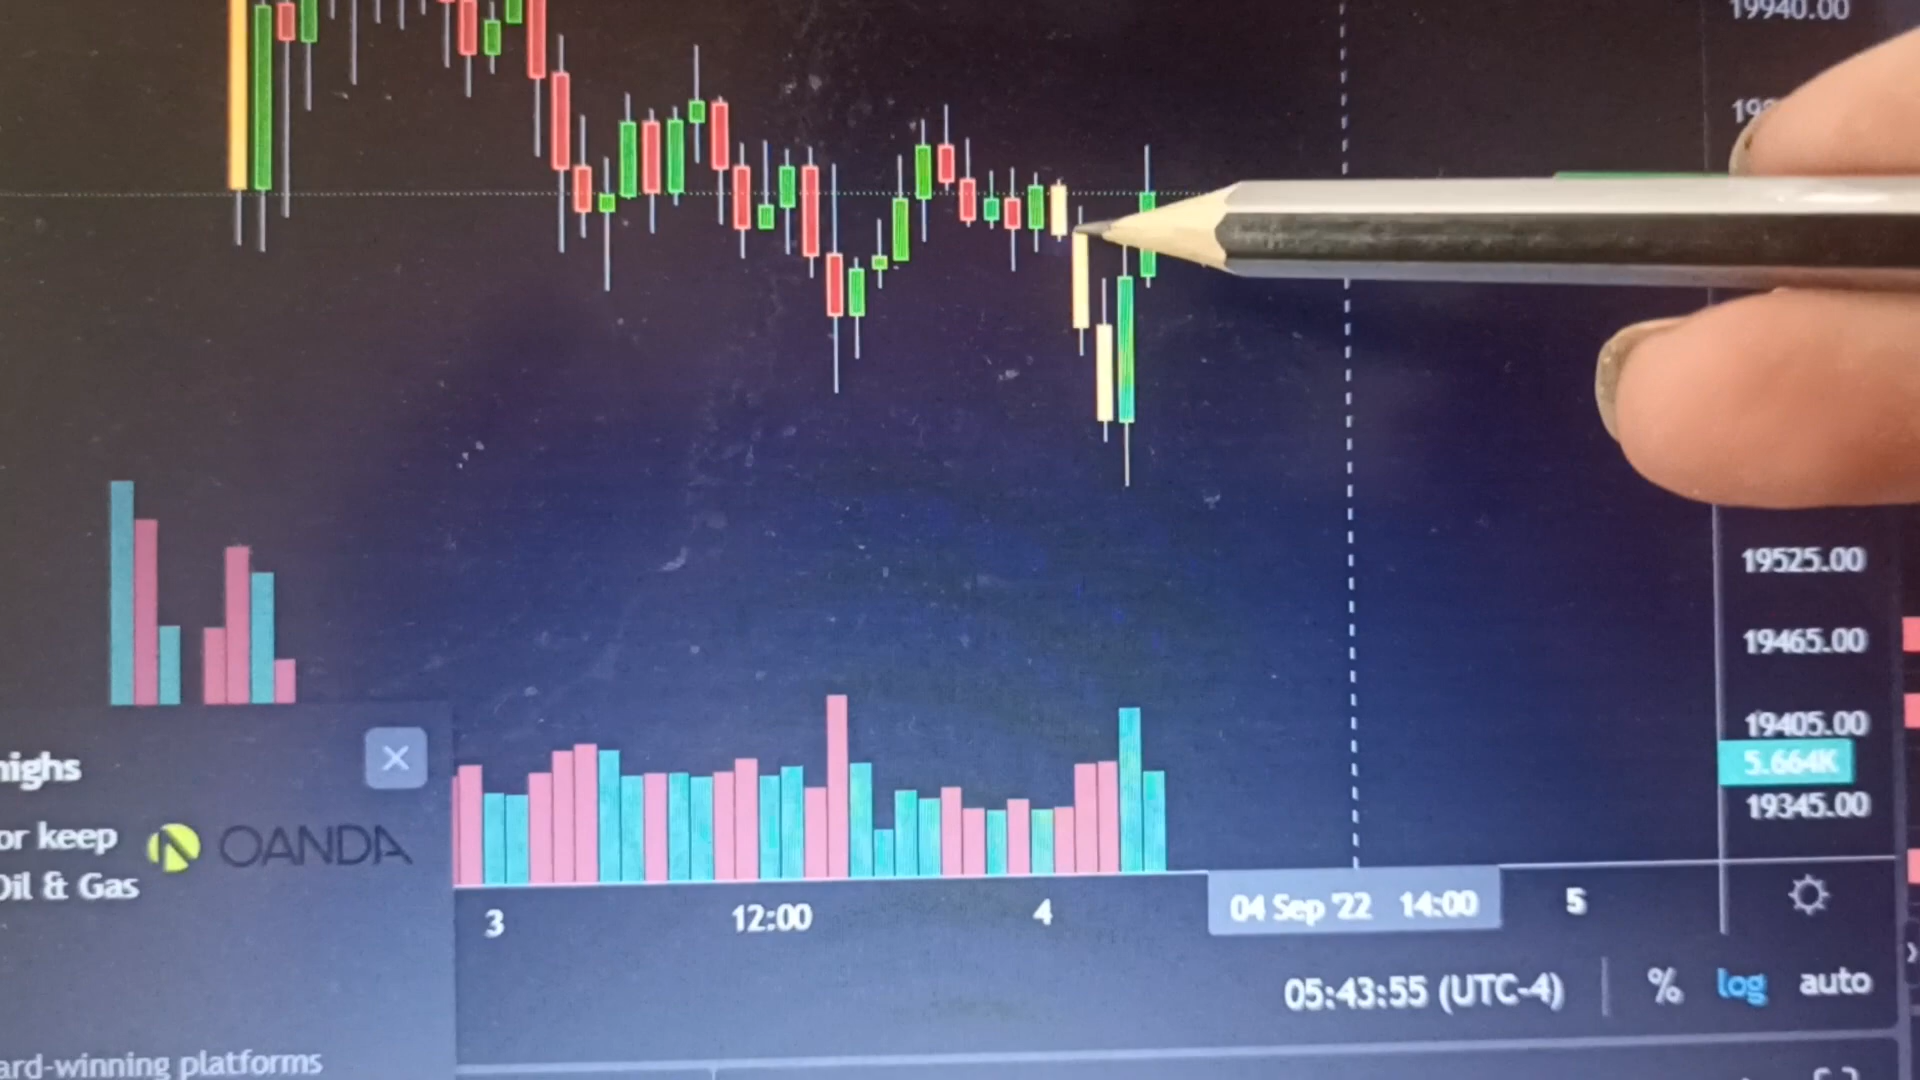 19940.00
19525.00
19465.00
19405.00
5.664K
19345.00
highs
or keep
OANDA
Oil & Gas
3
12:00
4
04 Sep '22 14:00
5
05:43:55 (UTC-4)
%
log
auto
ard-winning platforms